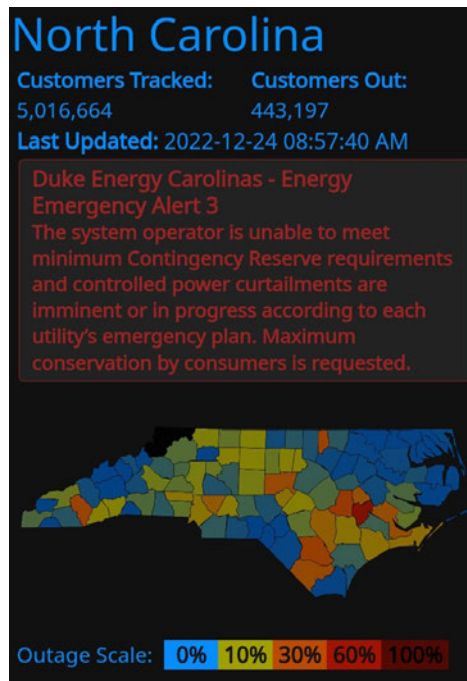 North Carolina
Customers Tracked: Customers Out:
5,016,664 443,197
Last Updated: 2022-12-24 08:57:40 AM
Duke Energy Carolinas - Energy
Emergency Alert 3
The system operator is unable to meet
minimum Contingency Reserve requirements
and controlled power curtailments are
imminent or in progress according to each
utility's emergency plan. Maximum
conservation by consumers is requested.
Outage Scale: 0% 10% 30% 60% 100%